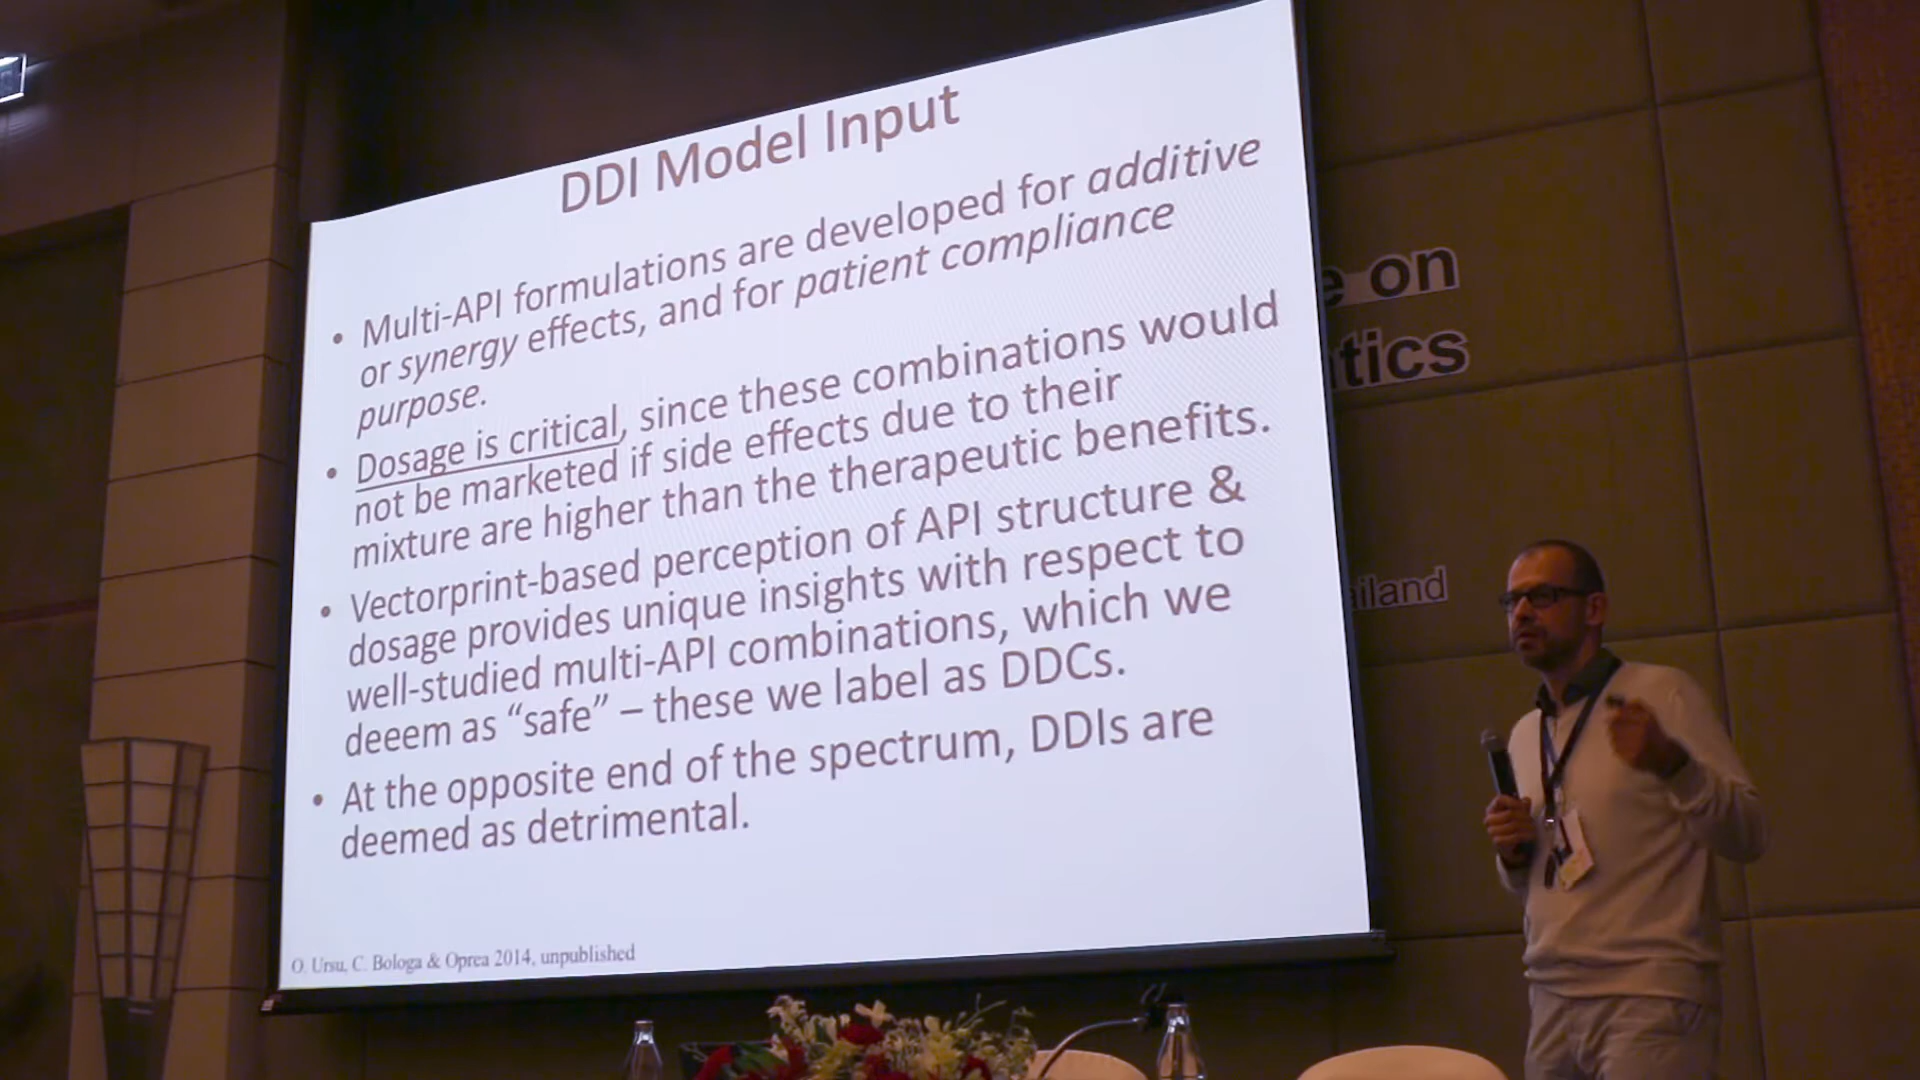 DDI Model Input
• Multi-API formulations are developed for additive
or synergy effects, and for patient compliance
purpose.
• Dosage is critical, since these combinations would
not be marketed if side effects due to their
mixture are higher than the therapeutic benefits.
• Vectorprint-based perception of API structure &
dosage provides unique insights with respect to
well-studied multi-API combinations, which we
deeem as “safe” – these we label as DDCs.
• At the opposite end of the spectrum, DDIs are
deemed as detrimental.
O. Ursu, C. Bologa & Oprea 2014, unpublished
e on
tics
ailand